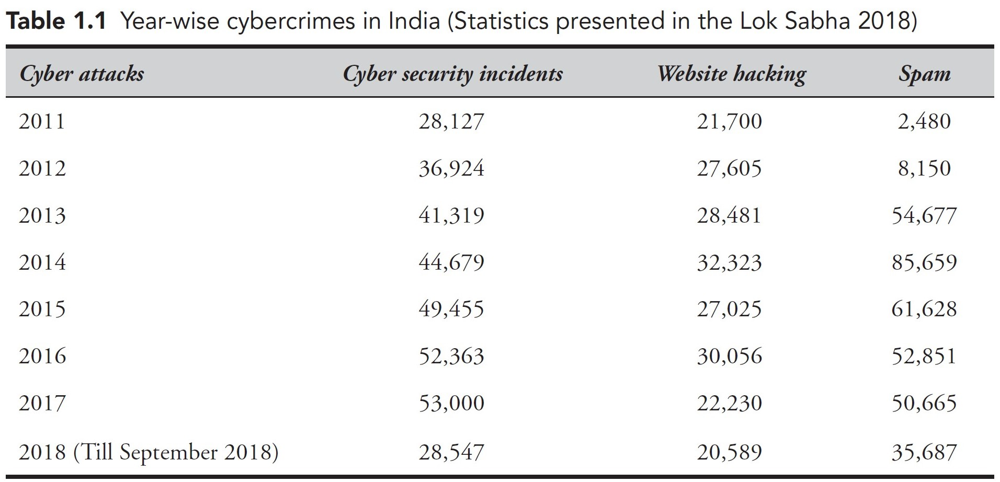 Table 1.1 Year-wise cybercrimes in India (Statistics presented in the Lok Sabha 2018)
Cyber attacks Cyber security incidents Website hacking Spam
2011 28,127 21,700 2,480
2012 36,924 27,605 8,150
2013 41,319 28,481 54,677
2014 44,679 32,323 85,659
2015 49,455 27,025 61,628
2016 52,363 30,056 52,851
2017 53,000 22,230 50,665
2018 (Till September 2018) 28,547 20,589 35,687